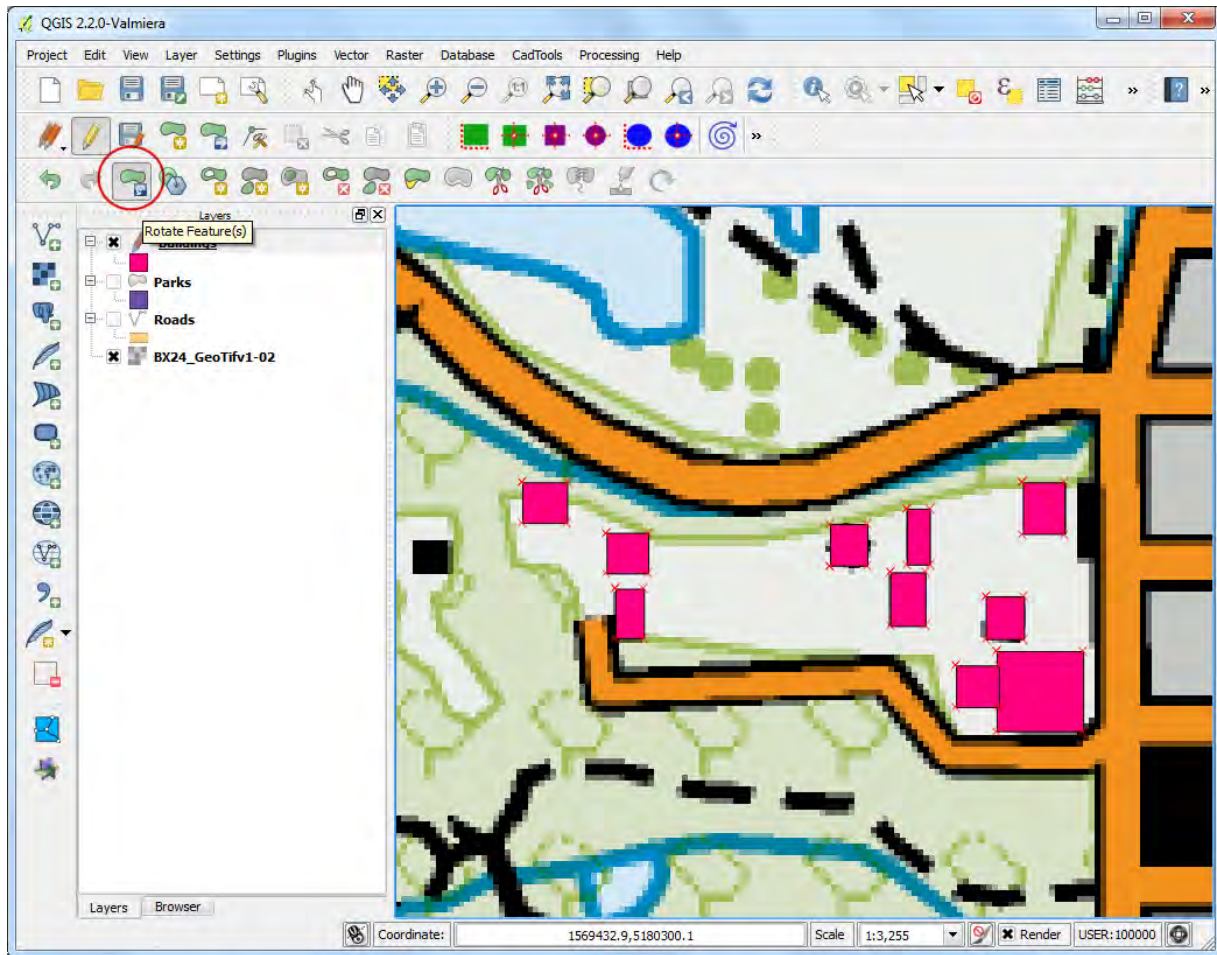 QGIS 2.2.0-Valmiera
Project Edit View Layer Settings Plugins Vector Raster Database CadTools Processing Help
Layers
Rotate Feature(s)
Buildings
Parks
Roads
BX24_GeoTifv1-02
Layers Browser
Coordinate: 1569432.9,5180300.1 Scale 1:3,255 Render USER:100000